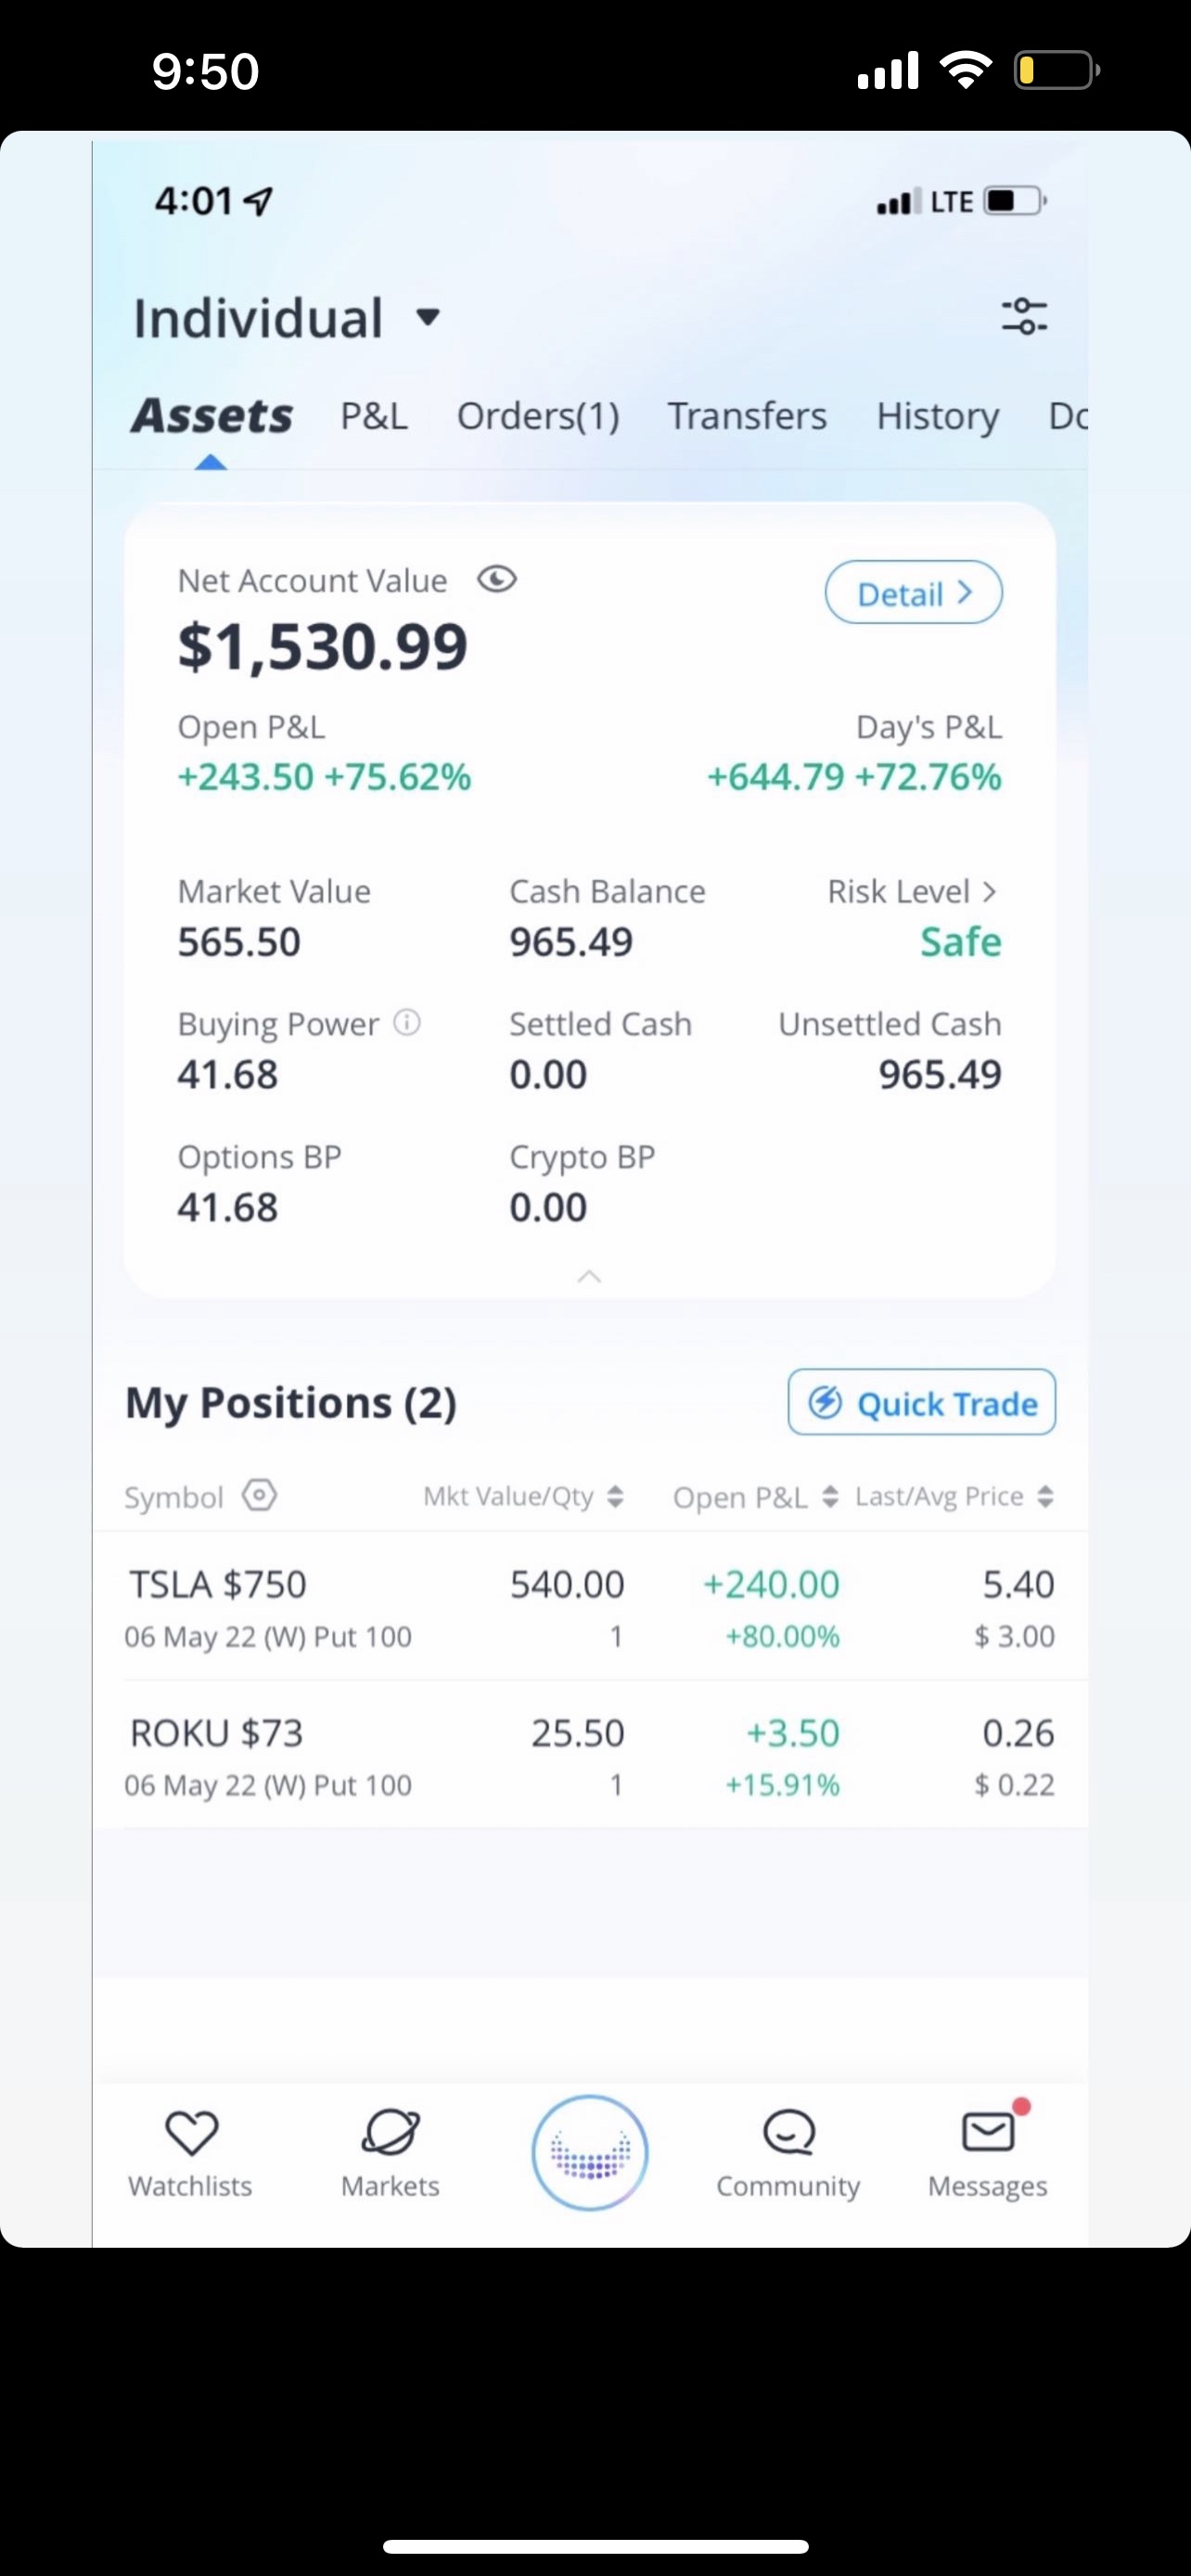 9:50
4:01 LTE
Individual
Assets P&L Orders(1) Transfers History Do
Net Account Value Detail >
$1,530.99
Open P&L Day's P&L
+243.50 +75.62% +644.79 +72.76%
Market Value Cash Balance Risk Level >
565.50 965.49 Safe
Buying Power Settled Cash Unsettled Cash
41.68 0.00 965.49
Options BP Crypto BP
41.68 0.00
My Positions (2) Quick Trade
Symbol Mkt Value/Qty Open P&L Last/Avg Price
TSLA $750 540.00 +240.00 5.40
06 May 22 (W) Put 100 1 +80.00% $ 3.00
ROKU $73 25.50 +3.50 0.26
06 May 22 (W) Put 100 1 +15.91% $ 0.22
Watchlists Markets Community Messages